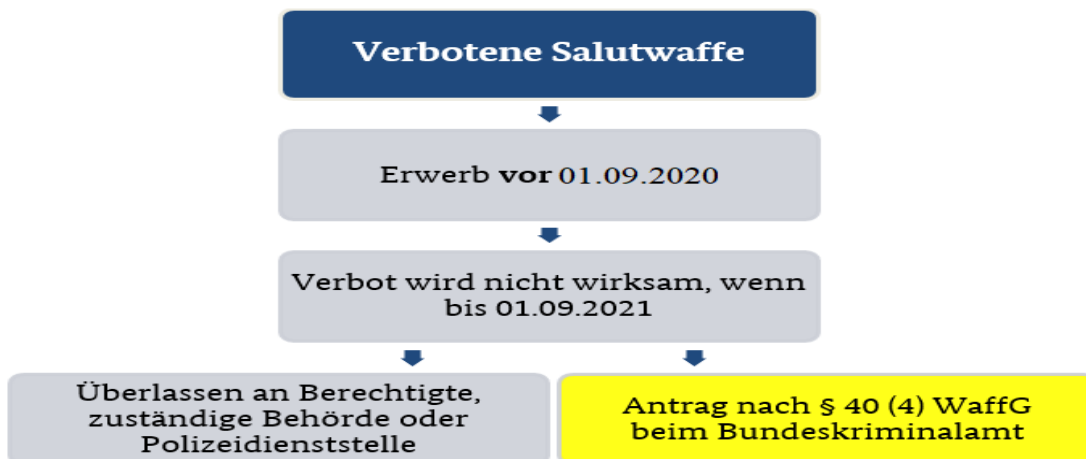 Verbotene Salutwaffe
Erwerb vor 01.09.2020
Verbot wird nicht wirksam, wenn
bis 01.09.2021
Überlassen an Berechtigte,
zuständige Behörde oder
Polizeidienststelle
Antrag nach § 40 (4) WaffG
beim Bundeskriminalamt